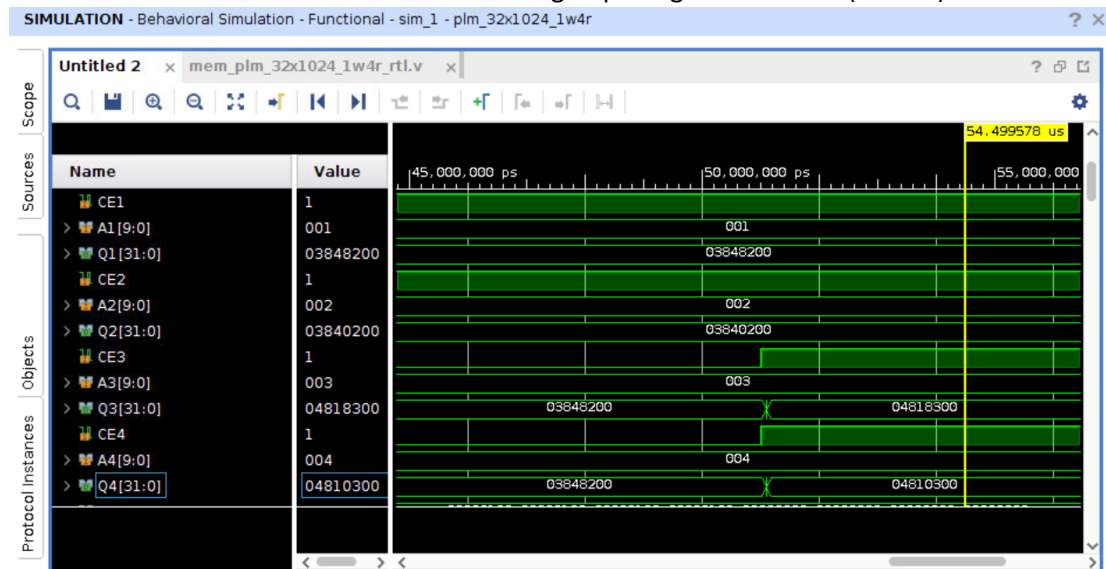 SIMULATION - Behavioral Simulation - Functional - sim_1 - plm_32x1024_1w4r ? ×
Untitled 2 × mem_plm_32x1024_1w4r_rtl.v × ?
Scope
Sources
Objects
Protocol Instances
54.499578 us
Name Value 45,000,000 ps 50,000,000 ps 55,000,000
CE1 1
A1[9:0] 001 001
Q1[31:0] 03848200 03848200
CE2 1
A2[9:0] 002 002
Q2[31:0] 03840200 03840200
CE3 1
A3[9:0] 003 003
Q3[31:0] 04818300 03848200 04818300
CE4 1
A4[9:0] 004 004
Q4[31:0] 04810300 03848200 04810300